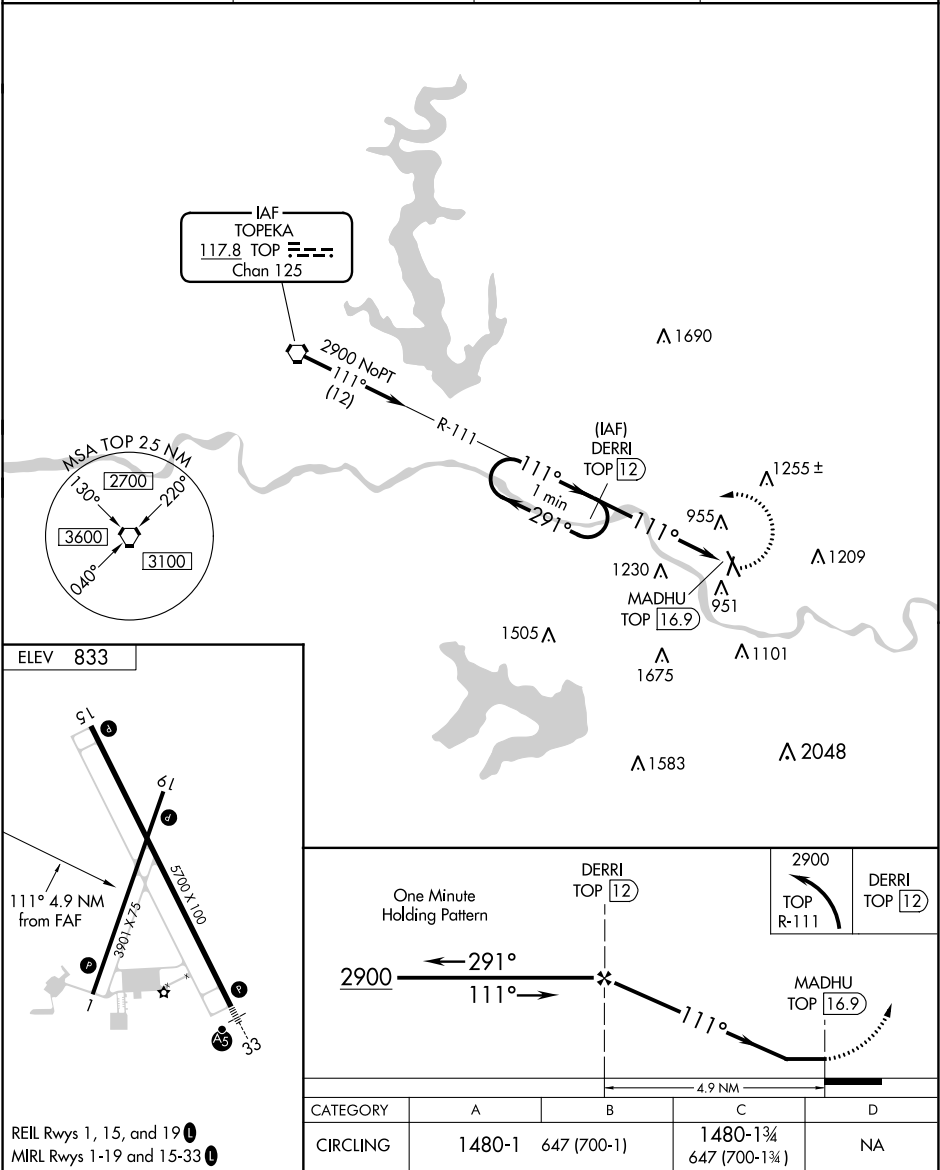 IAF
TOPEKA
117.8 TOP
Chan 125
2900 NoPT
111°
(12)
R-111
(IAF)
DERRI
TOP 12
111°
1 min
291°
111°
MADHU
TOP 16.9
1690
1255 ±
955
1209
1230
951
1505
1675
1101
1583
2048
MSA TOP 25 NM
2700
130°
220°
3600
3100
040°
ELEV 833
15
P
19
P
5700 X 100
3901 X 75
111° 4.9 NM
from FAF
P
1
P
A5
33
REIL Rwys 1, 15, and 19 L
MIRL Rwys 1-19 and 15-33 L
One Minute
Holding Pattern
DERRI
TOP 12
2900
TOP
R-111
DERRI
TOP 12
2900
291°
111°
111°
MADHU
TOP 16.9
4.9 NM
CATEGORY A B C D
CIRCLING 1480-1 647 (700-1) 1480-1¾ 647 (700-1¾) NA